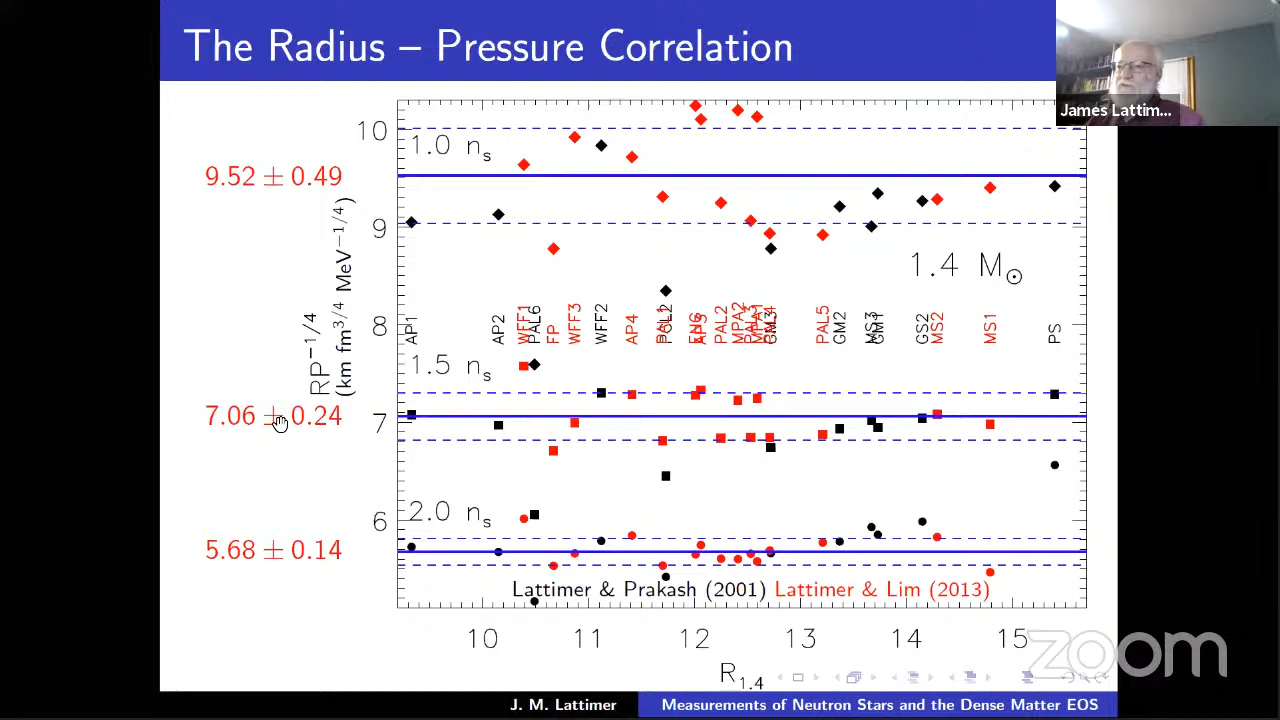 The Radius – Pressure Correlation
James Lattim...
10
1.0 n_s
9.52 ± 0.49
9
1.4 M⊙
RP^−1/4
(km fm^3/4 MeV^−1/4)
8
AP1
AP2
WFF1
PAL6
FP
WFF3
WFF2
AP4
PAL2
MPA2
PAL5
GM2
MS3
GM1
GS2
MS2
MS1
PS
1.5 n_s
7.06 ± 0.24
7
2.0 n_s
6
5.68 ± 0.14
Lattimer & Prakash (2001) Lattimer & Lim (2013)
10 11 12 13 14 15
R_1.4
zoom
J. M. Lattimer Measurements of Neutron Stars and the Dense Matter EOS